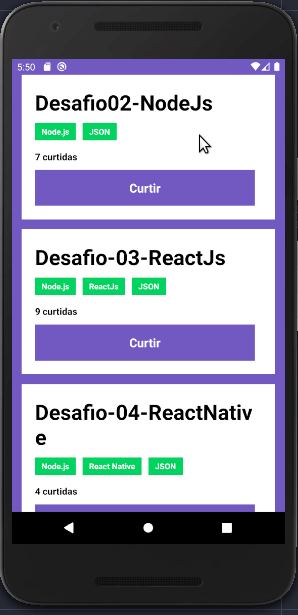 5:50
Desafio02-NodeJs
Node.js JSON
7 curtidas
Curtir
Desafio-03-ReactJs
Node.js ReactJs JSON
9 curtidas
Curtir
Desafio-04-ReactNativ
e
Node.js React Native JSON
4 curtidas